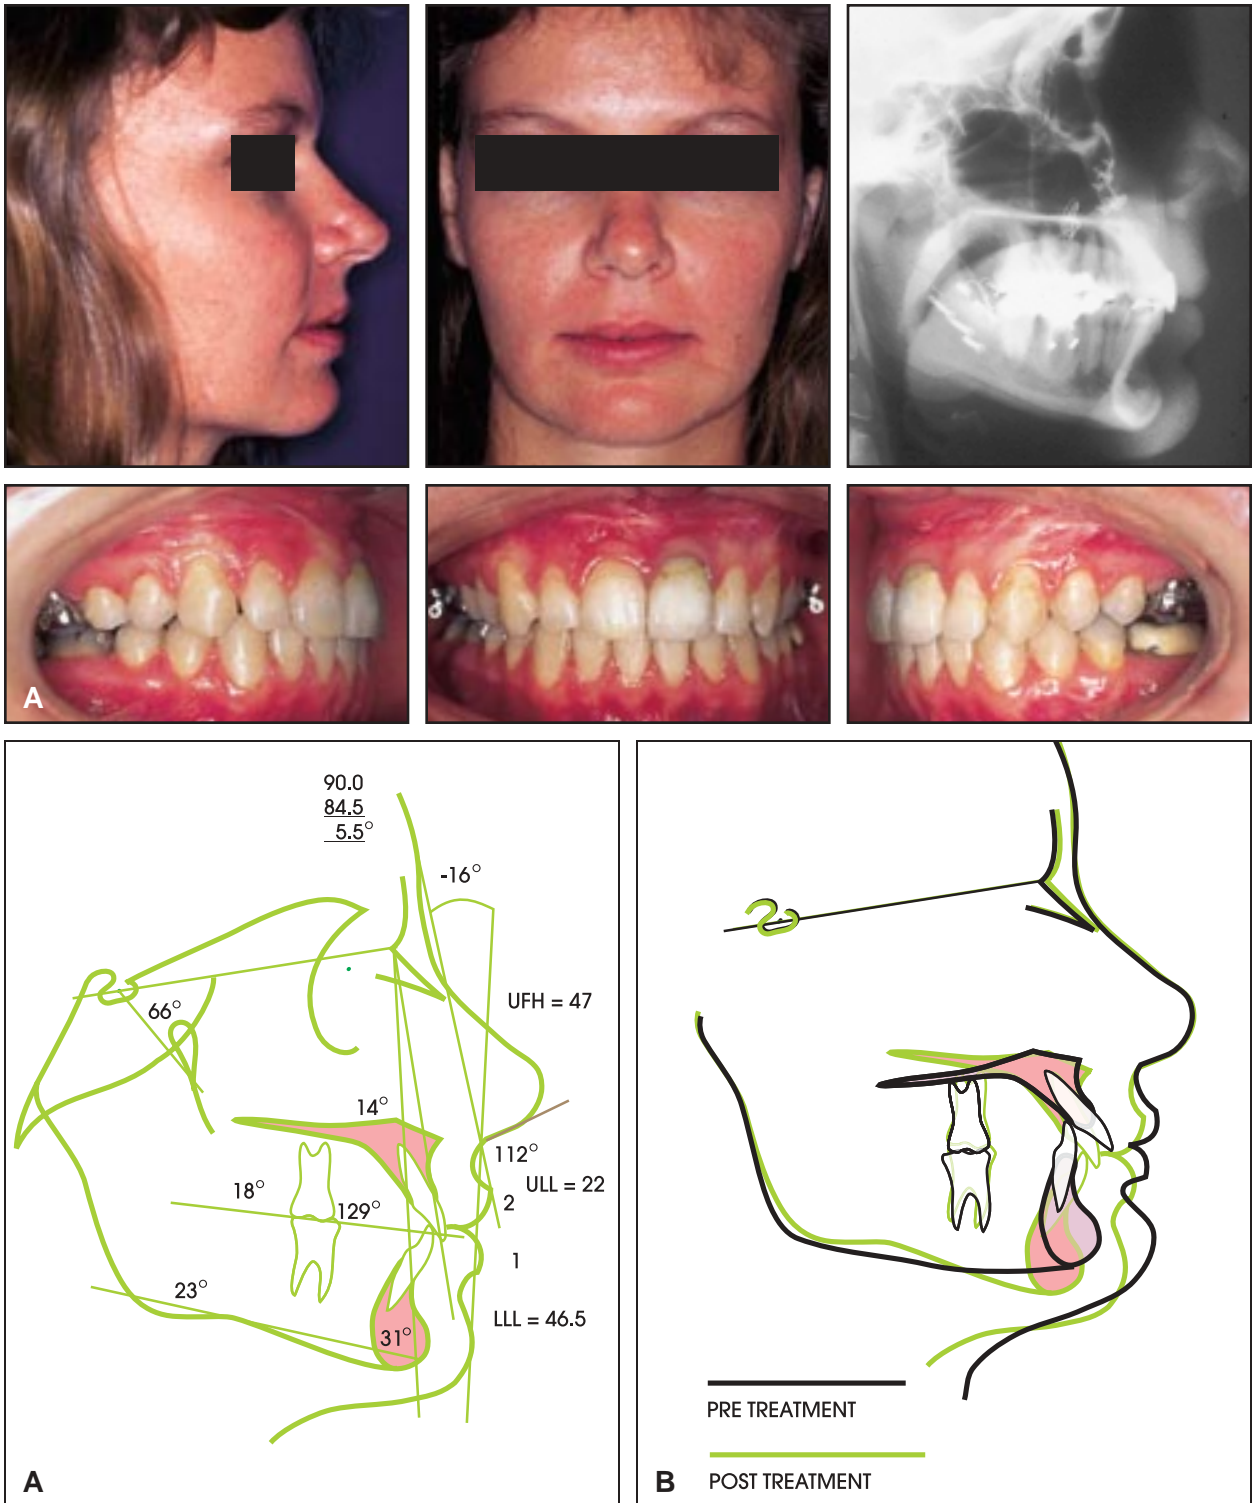 A
90.0
84.5
5.5°
-16°
66°
UFH = 47
14°
112°
ULL = 22
18°
129°
2
1
23°
LLL = 46.5
31°
A
PRE TREATMENT
POST TREATMENT
B